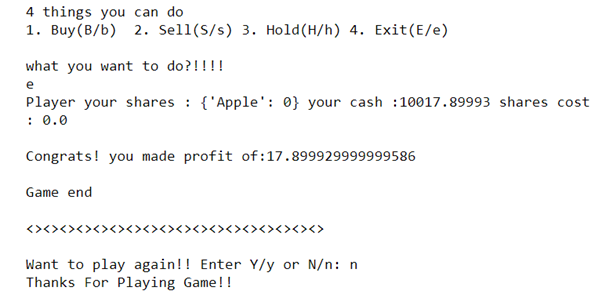 4 things you can do
1. Buy(B/b)  2. Sell(S/s) 3. Hold(H/h) 4. Exit(E/e)
what you want to do?!!!!
e
Player your shares : {'Apple': 0} your cash :10017.89993 shares cost
: 0.0
Congrats! you made profit of:17.899929999999586
Game end
<><><><><><><><><><><><><><><><><><>
Want to play again!! Enter Y/y or N/n: n
Thanks For Playing Game!!